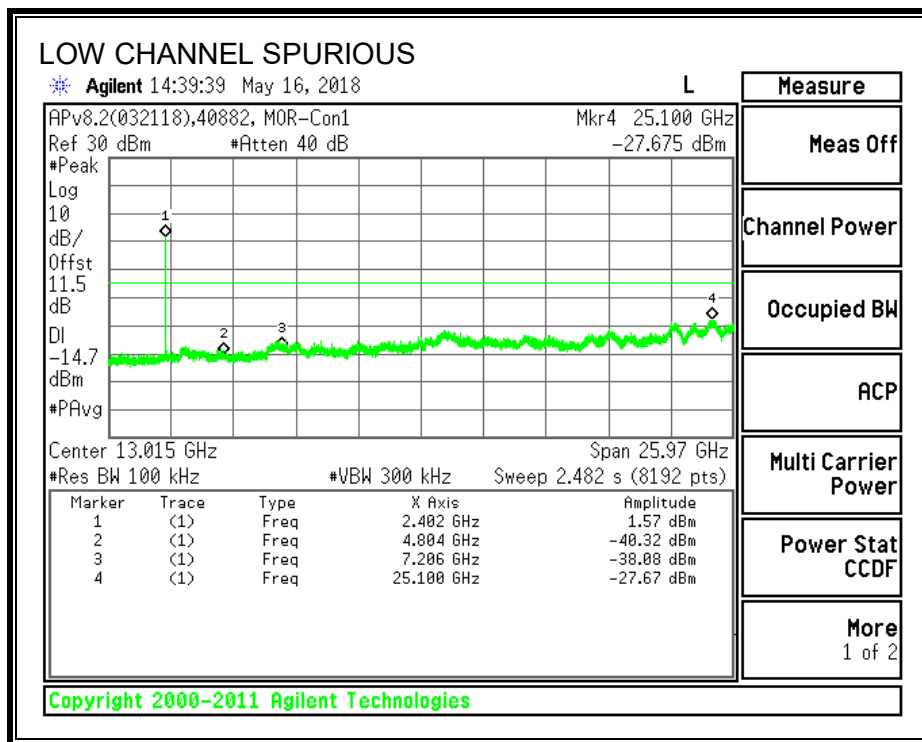 LOW CHANNEL SPURIOUS
Agilent 14:39:39 May 16, 2018 L Measure
APv8.2(032118),40882, MOR-Con1 Mkr4 25.100 GHz
Ref 30 dBm #Atten 40 dB -27.675 dBm
#Peak
Log
10
dB/
Offst
11.5
dB
DI
-14.7
dBm
#PAvg
1
2
3
4
Center 13.015 GHz Span 25.97 GHz
#Res BW 100 kHz #VBW 300 kHz Sweep 2.482 s (8192 pts)
Marker Trace Type X Axis Amplitude
1 (1) Freq 2.402 GHz 1.57 dBm
2 (1) Freq 4.804 GHz -40.32 dBm
3 (1) Freq 7.206 GHz -38.08 dBm
4 (1) Freq 25.100 GHz -27.67 dBm
Meas Off
Channel Power
Occupied BW
ACP
Multi Carrier
Power
Power Stat
CCDF
More
1 of 2
Copyright 2000-2011 Agilent Technologies